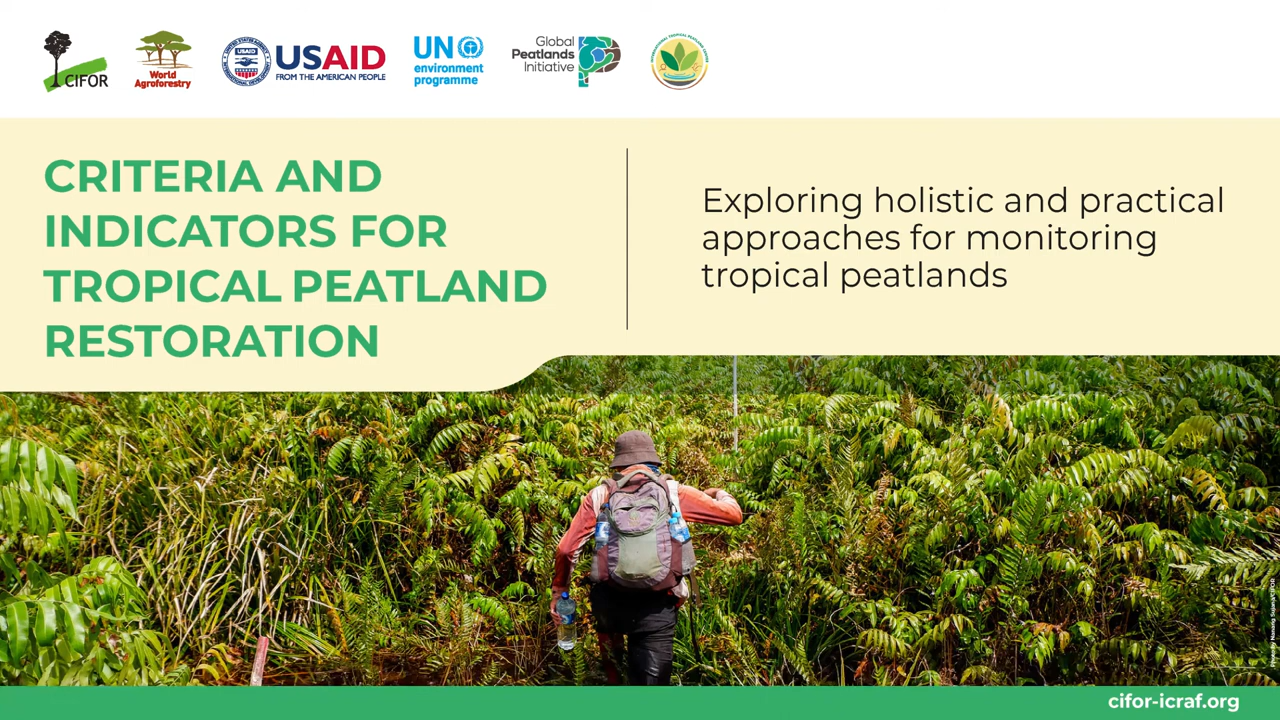 CIFOR
World
Agroforestry
USAID
FROM THE AMERICAN PEOPLE
UN
environment
programme
Global
Peatlands
Initiative
CRITERIA AND
INDICATORS FOR
TROPICAL PEATLAND
RESTORATION
Exploring holistic and practical
approaches for monitoring
tropical peatlands
cifor-icraf.org